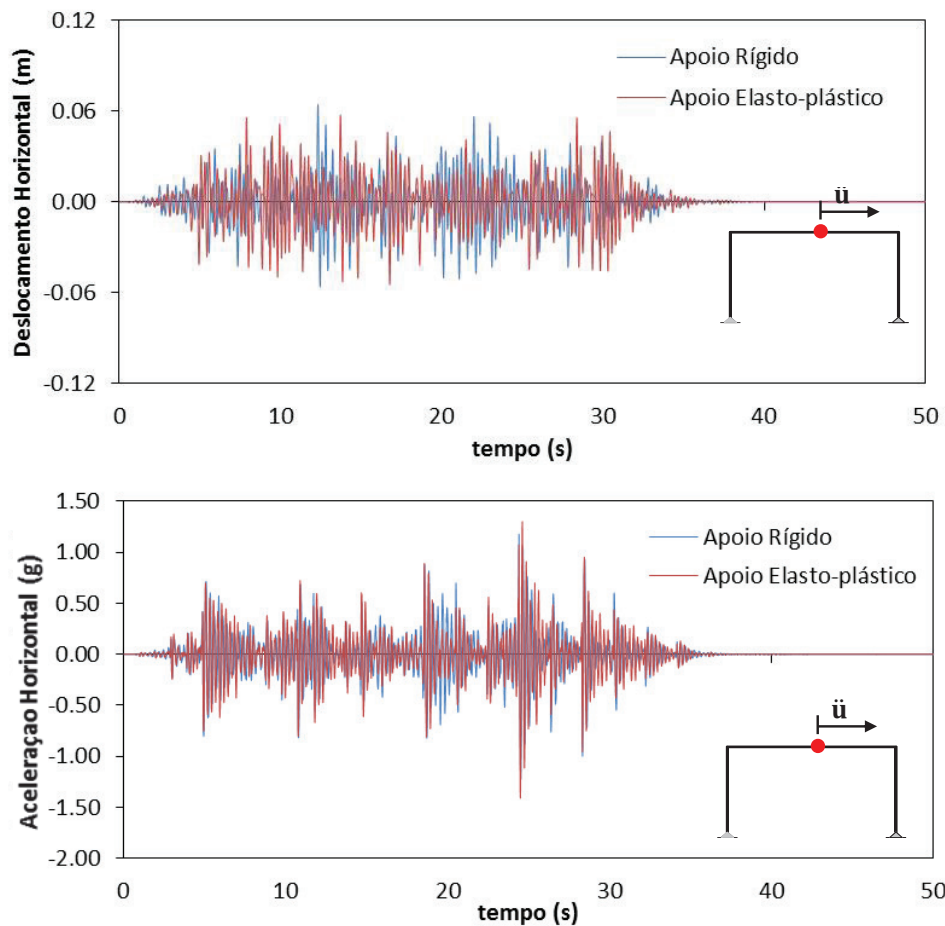 0.12
0.06
0.00
-0.06
-0.12
Deslocamento Horizontal (m)
Apoio Rígido
Apoio Elasto-plástico
ü
0 10 20 30 40 50
tempo (s)
1.50
1.00
0.50
0.00
-0.50
-1.00
-1.50
-2.00
Aceleraçao Horizontal (g)
Apoio Rígido
Apoio Elasto-plástico
ü
0 10 20 30 40 50
tempo (s)